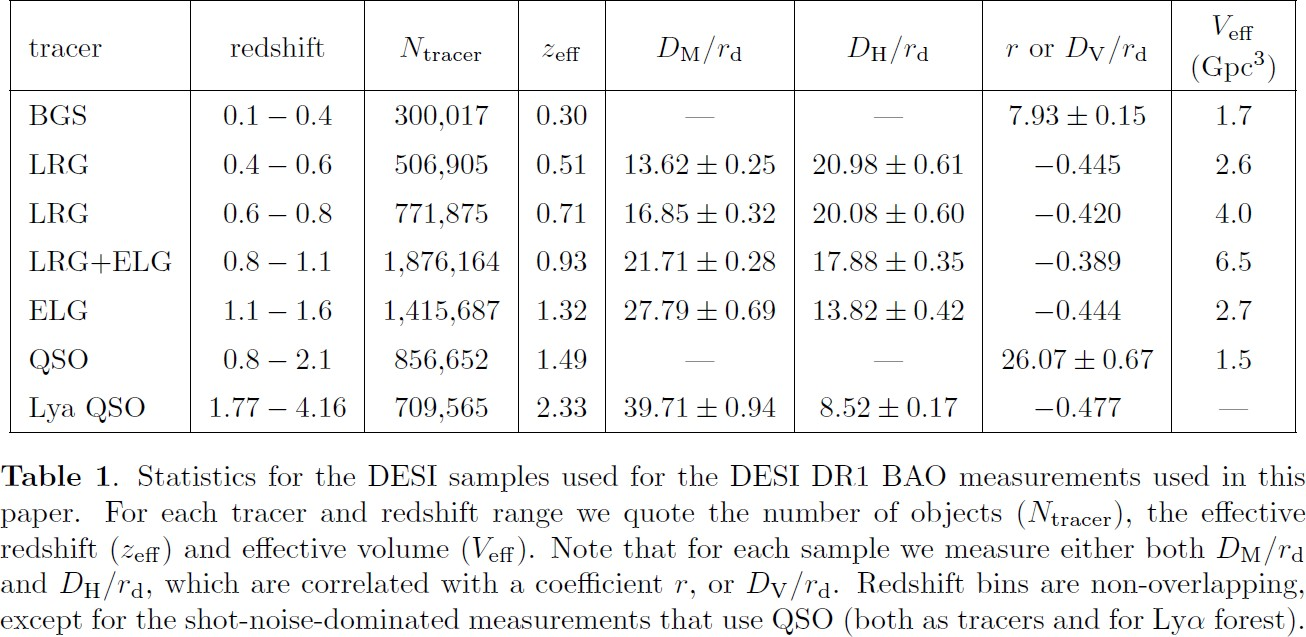 tracer redshift N_tracer z_eff D_M/r_d D_H/r_d r or D_V/r_d V_eff (Gpc³)
BGS 0.1 − 0.4 300,017 0.30 — — 7.93 ± 0.15 1.7
LRG 0.4 − 0.6 506,905 0.51 13.62 ± 0.25 20.98 ± 0.61 −0.445 2.6
LRG 0.6 − 0.8 771,875 0.71 16.85 ± 0.32 20.08 ± 0.60 −0.420 4.0
LRG+ELG 0.8 − 1.1 1,876,164 0.93 21.71 ± 0.28 17.88 ± 0.35 −0.389 6.5
ELG 1.1 − 1.6 1,415,687 1.32 27.79 ± 0.69 13.82 ± 0.42 −0.444 2.7
QSO 0.8 − 2.1 856,652 1.49 — — 26.07 ± 0.67 1.5
Lya QSO 1.77 − 4.16 709,565 2.33 39.71 ± 0.94 8.52 ± 0.17 −0.477 —
Table 1. Statistics for the DESI samples used for the DESI DR1 BAO measurements used in this
paper. For each tracer and redshift range we quote the number of objects (N_tracer), the effective
redshift (z_eff) and effective volume (V_eff). Note that for each sample we measure either both D_M/r_d
and D_H/r_d, which are correlated with a coefficient r, or D_V/r_d. Redshift bins are non-overlapping,
except for the shot-noise-dominated measurements that use QSO (both as tracers and for Lyα forest).